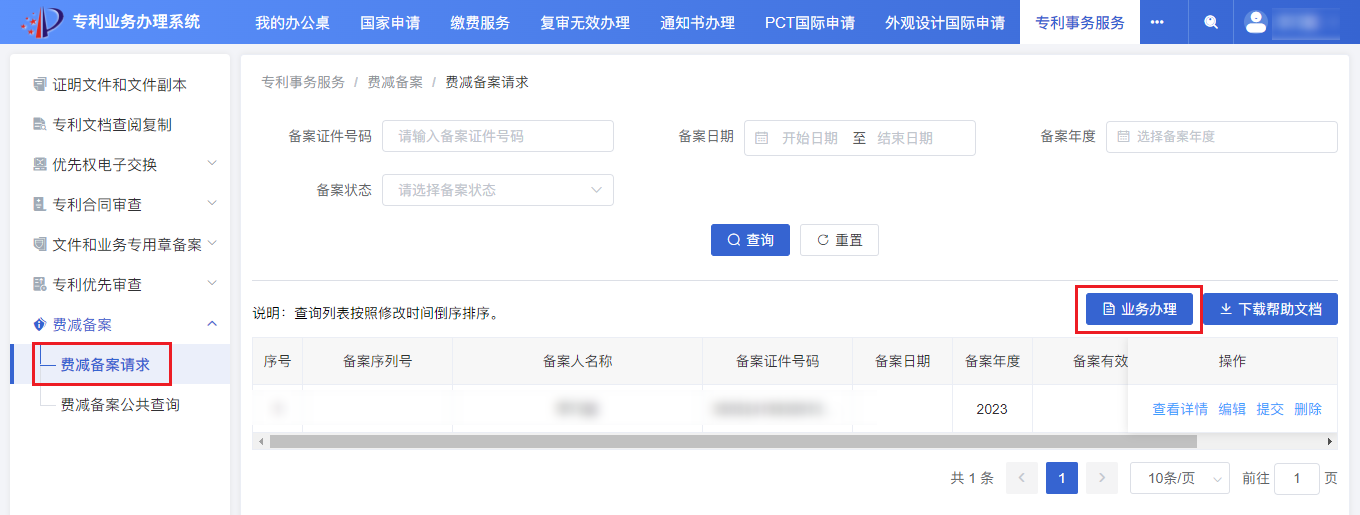 专利业务办理系统
我的办公桌 国家申请 缴费服务 复审无效办理 通知书办理 PCT国际申请 外观设计国际申请 专利事务服务 •••
证明文件和文件副本
专利文档查阅复制
优先权电子交换
专利合同审查
文件和业务专用章备案
专利优先审查
费减备案
费减备案请求
费减备案公共查询
专利事务服务 / 费减备案 / 费减备案请求
备案证件号码 请输入备案证件号码 备案日期 开始日期 至 结束日期 备案年度 选择备案年度
备案状态 请选择备案状态
查询 重置
说明：查询列表按照修改时间倒序排序。 业务办理 下载帮助文档
序号 备案序列号 备案人名称 备案证件号码 备案日期 备案年度 备案有效 操作
2023 查看详情 编辑 提交 删除
共 1 条 1 10条/页 前往 1 页